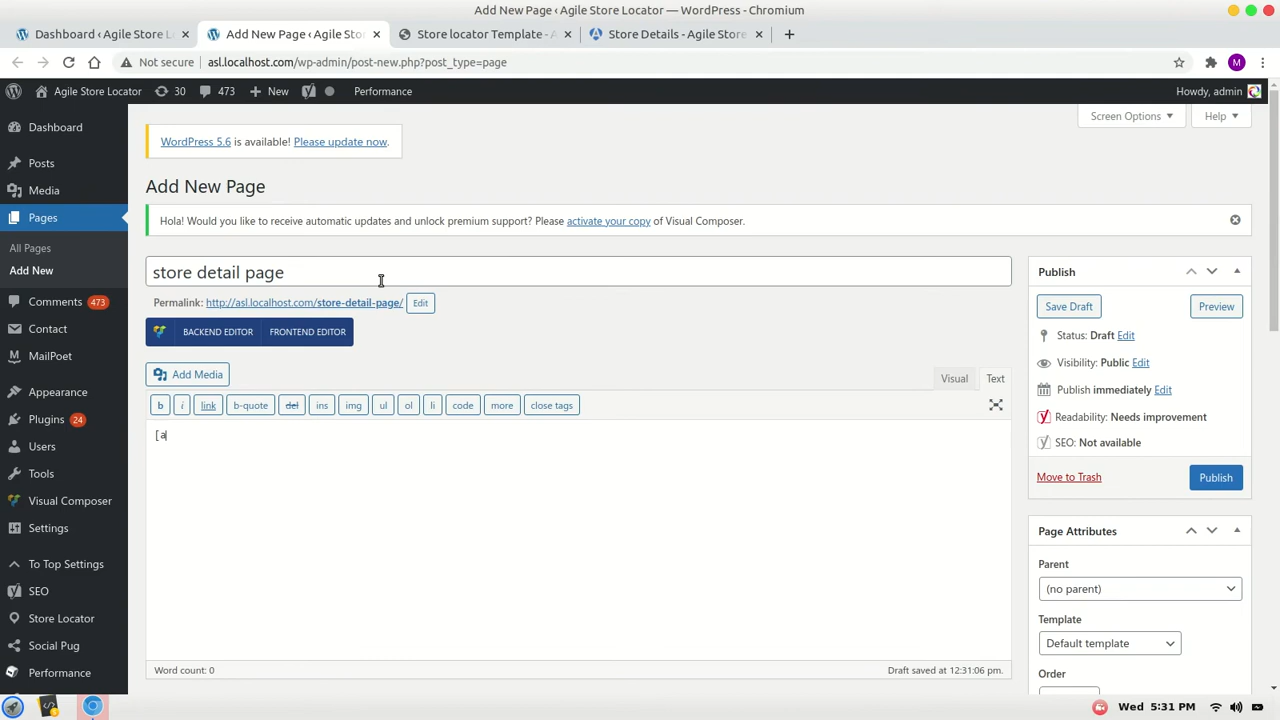 Add New Page ‹ Agile Store Locator — WordPress - Chromium
Dashboard ‹ Agile Store L
Add New Page ‹ Agile Sto
Store locator Template - A
Store Details - Agile Store
Not secure
asl.localhost.com/wp-admin/post-new.php?post_type=page
M
Agile Store Locator
30
473
+ New
Performance
Howdy, admin
Dashboard
Posts
Media
Pages
All Pages
Add New
Comments 473
Contact
MailPoet
Appearance
Plugins 24
Users
Tools
Visual Composer
Settings
To Top Settings
SEO
Store Locator
Social Pug
Performance
Screen Options
Help
WordPress 5.6 is available! Please update now.
Add New Page
Hola! Would you like to receive automatic updates and unlock premium support? Please activate your copy of Visual Composer.
store detail page
Permalink: http://asl.localhost.com/store-detail-page/ Edit
BACKEND EDITOR
FRONTEND EDITOR
Add Media
Visual
Text
b
i
link
b-quote
del
ins
img
ul
ol
li
code
more
close tags
[a
Word count: 0
Draft saved at 12:31:06 pm.
Publish
Save Draft
Preview
Status: Draft Edit
Visibility: Public Edit
Publish immediately Edit
Readability: Needs improvement
SEO: Not available
Move to Trash
Publish
Page Attributes
Parent
(no parent)
Template
Default template
Order
Wed 5:31 PM